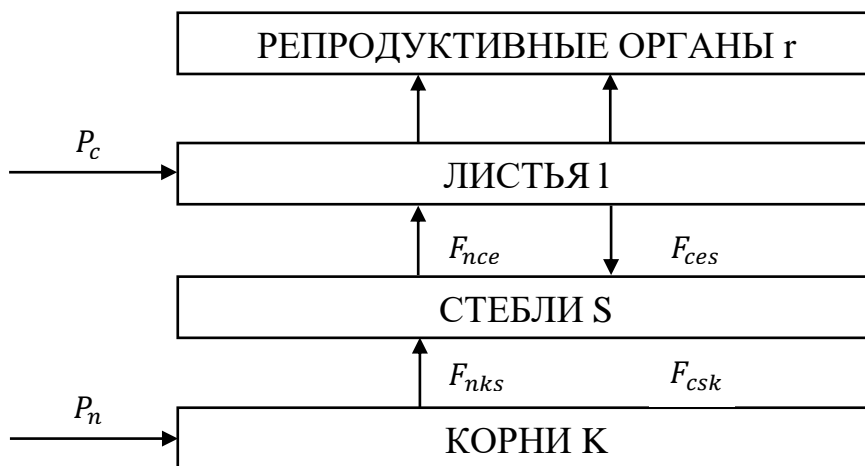 РЕПРОДУКТИВНЫЕ ОРГАНЫ r
P_c
ЛИСТЬЯ l
F_nce F_ces
СТЕБЛИ S
F_nks F_csk
P_n
КОРНИ K